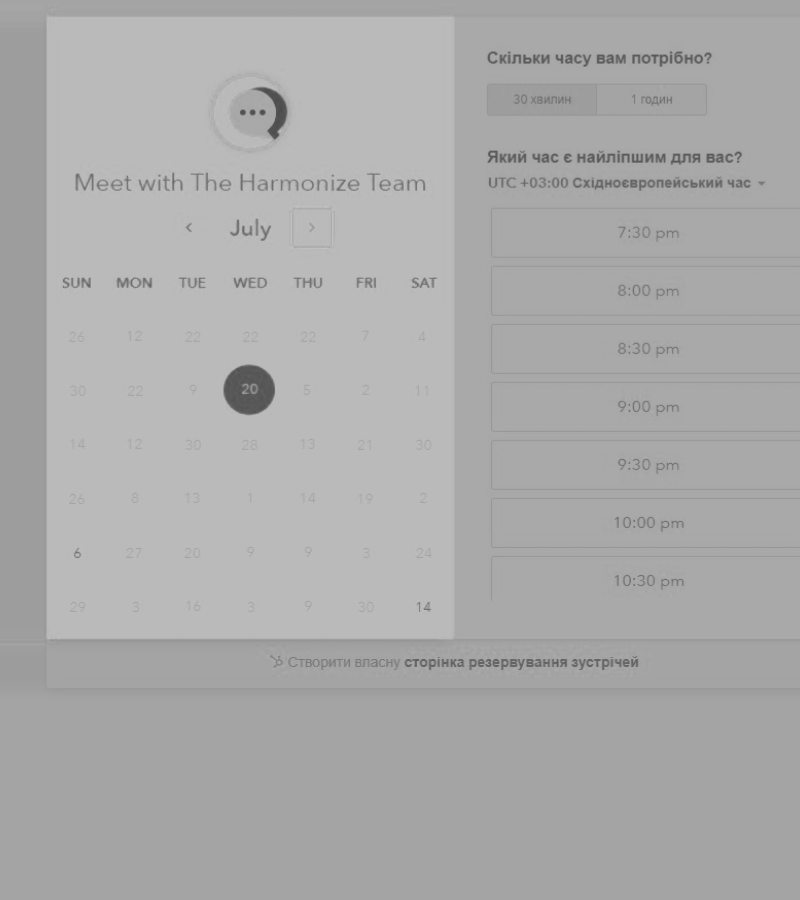 Meet with The Harmonize Team
July
SUN MON TUE WED THU FRI SAT
26 12 22 22 22 7 4
30 22 9 20 5 2 11
14 12 30 28 13 21 30
26 8 13 1 14 19 2
6 27 20 9 9 3 24
29 3 16 3 9 30 14
Скільки часу вам потрібно?
30 хвилин 1 годин
Який час є найліпшим для вас?
UTC +03:00 Східноєвропейський час
7:30 pm
8:00 pm
8:30 pm
9:00 pm
9:30 pm
10:00 pm
10:30 pm
Створити власну сторінка резервування зустрічей